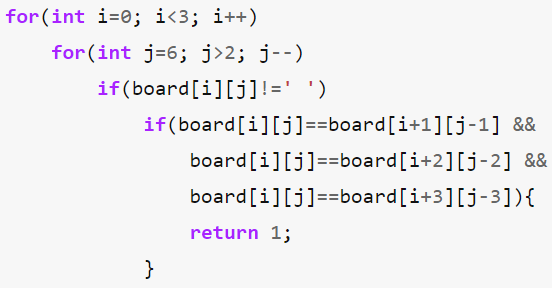 for(int i=0; i<3; i++)
    for(int j=6; j>2; j--)
        if(board[i][j]!=' ')
            if(board[i][j]==board[i+1][j-1] &&
                board[i][j]==board[i+2][j-2] &&
                board[i][j]==board[i+3][j-3]){
                return 1;
            }